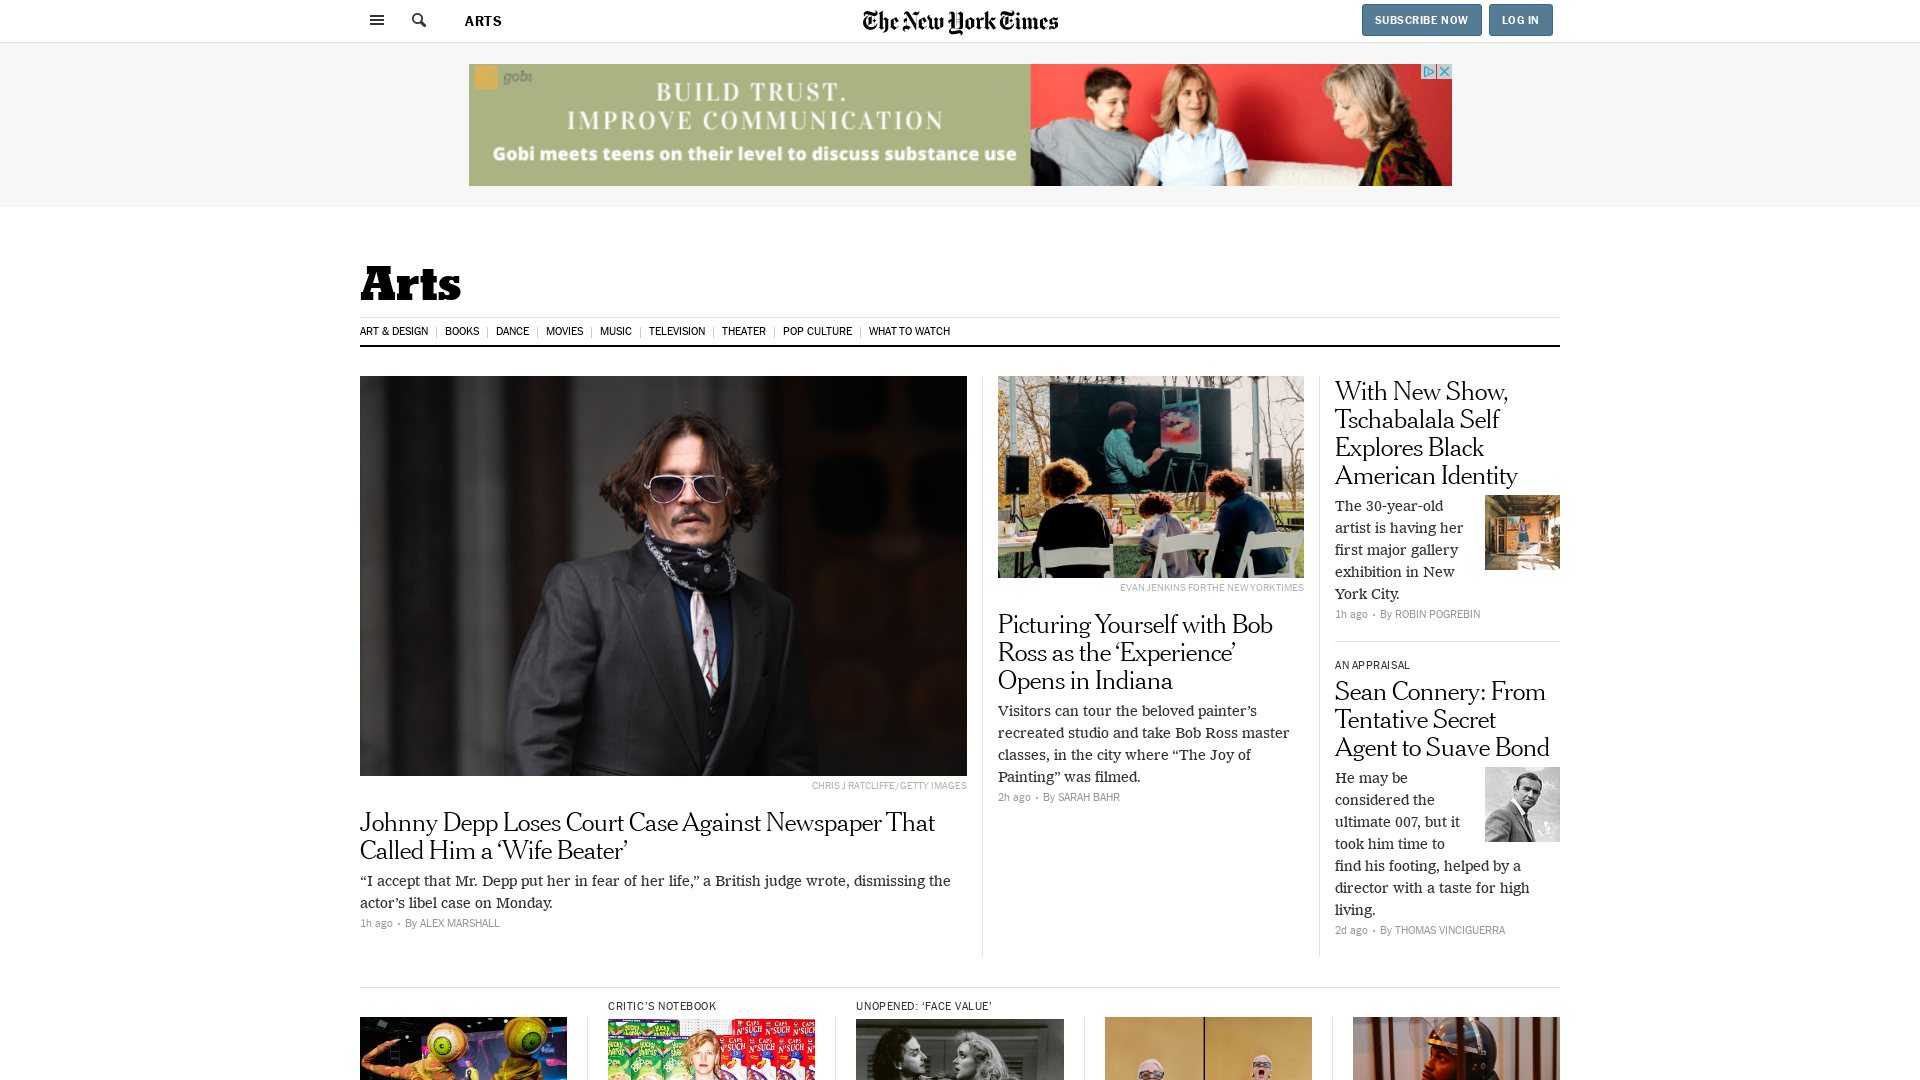 ARTS
The New York Times
SUBSCRIBE NOW
LOG IN
gobi
BUILD TRUST.
IMPROVE COMMUNICATION
Gobi meets teens on their level to discuss substance use
Arts
ART & DESIGN
BOOKS
DANCE
MOVIES
MUSIC
TELEVISION
THEATER
POP CULTURE
WHAT TO WATCH
CHRIS J RATCLIFFE/GETTY IMAGES
Johnny Depp Loses Court Case Against Newspaper That
Called Him a ‘Wife Beater’
“I accept that Mr. Depp put her in fear of her life,” a British judge wrote, dismissing the
actor’s libel case on Monday.
1h ago • By ALEX MARSHALL
EVAN JENKINS FOR THE NEW YORK TIMES
Picturing Yourself with Bob
Ross as the ‘Experience’
Opens in Indiana
Visitors can tour the beloved painter’s
recreated studio and take Bob Ross master
classes, in the city where “The Joy of
Painting” was filmed.
2h ago • By SARAH BAHR
With New Show,
Tschabalala Self
Explores Black
American Identity
The 30-year-old
artist is having her
first major gallery
exhibition in New
York City.
1h ago • By ROBIN POGREBIN
AN APPRAISAL
Sean Connery: From
Tentative Secret
Agent to Suave Bond
He may be
considered the
ultimate 007, but it
took him time to
find his footing, helped by a
director with a taste for high
living.
2d ago • By THOMAS VINCIGUERRA
CRITIC’S NOTEBOOK
UNOPENED: ‘FACE VALUE’
CAPS
N'SUCH